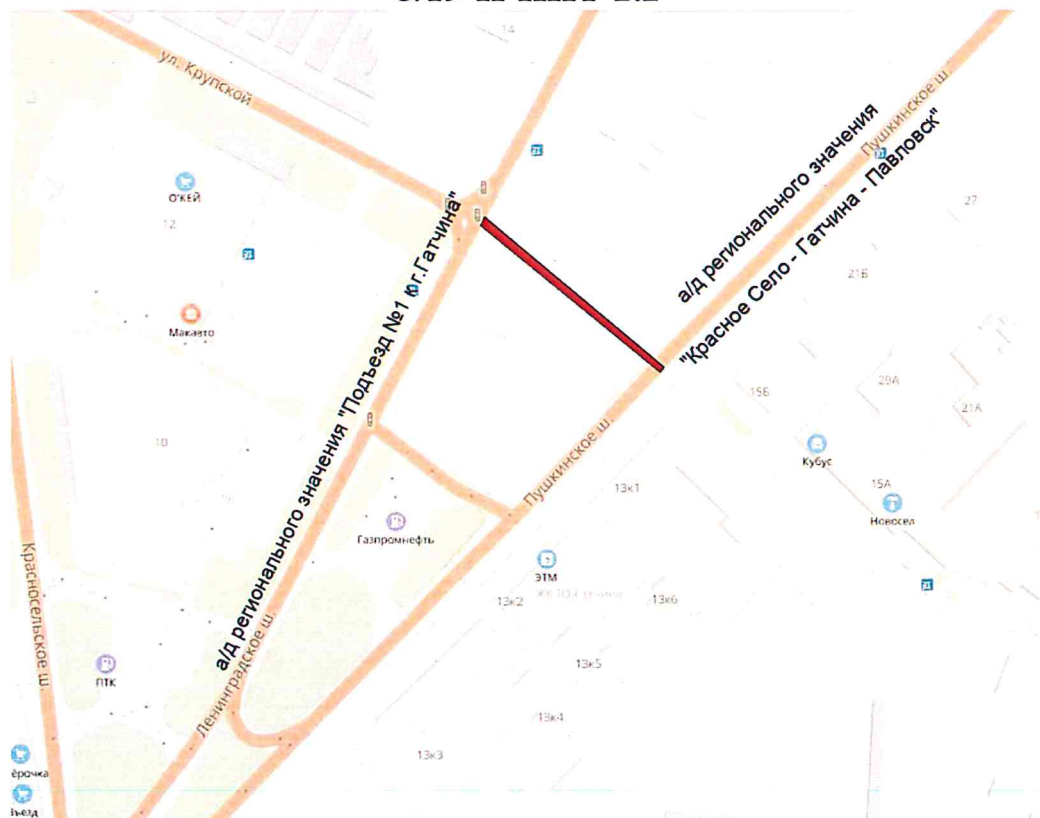 14
ул. Крупской
Пушкинское ш
а/д регионального значения
"Красное Село - Гатчина - Павловск"
О'КЕЙ
12
27
21Б
Макавто
а/д регионального значения "Подъезд №1 к г.Гатчина"
15Б
29А
21А
10
Кубус
Пушкинское ш.
13к1
15А
Новосел
Газпромнефть
ЭТМ
13к2
13к6
Красносельское ш.
Ленинградское ш.
13к5
ПТК
13к4
13к3
ёрочка
Въезд